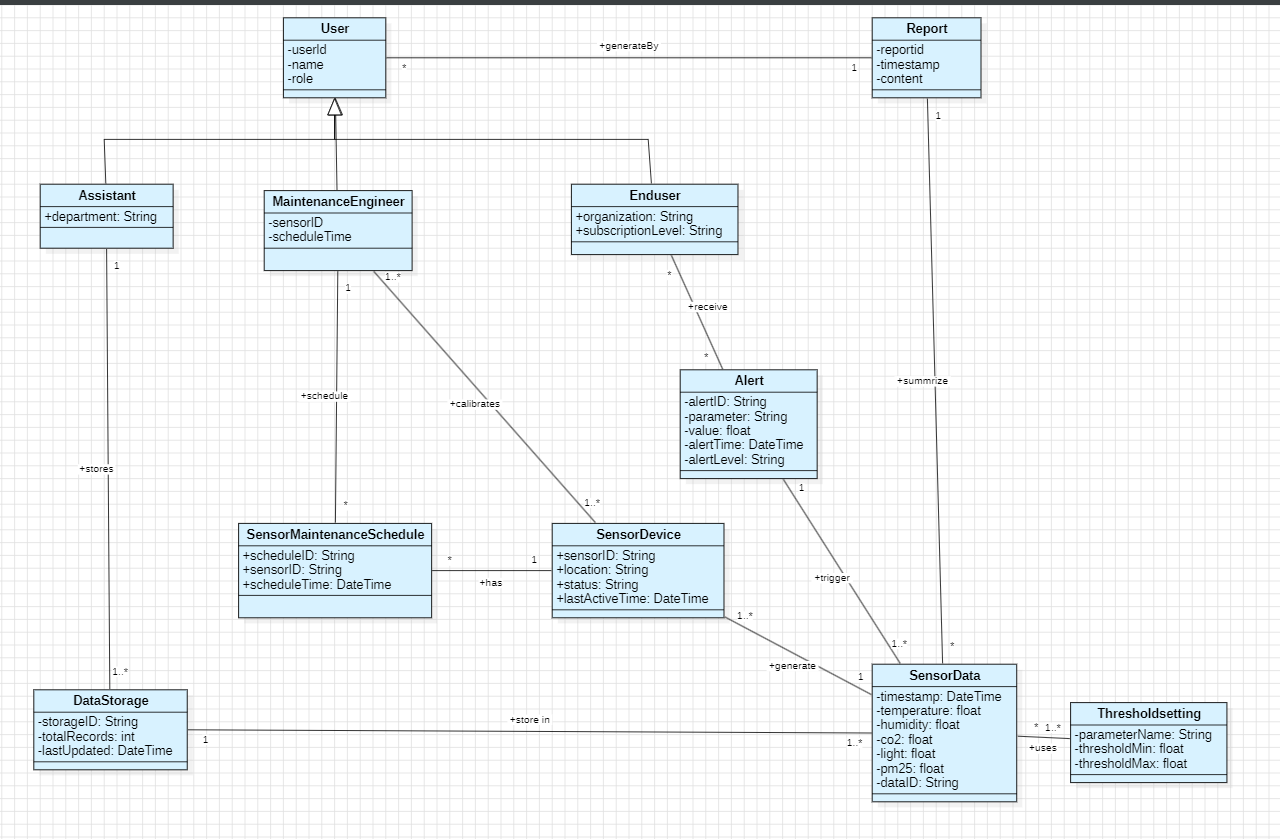 User
-userId
-name
-role
+generateBy
*
1
Report
-reportid
-timestamp
-content
1
Assistant
+department: String
1
MaintenanceEngineer
-sensorID
-scheduleTime
1
1..*
Enduser
+organization: String
+subscriptionLevel: String
*
+receive
*
Alert
-alertID: String
-parameter: String
-value: float
-alertTime: DateTime
-alertLevel: String
1
+summrize
+schedule
+calibrates
+stores
*
1..*
SensorMaintenanceSchedule
+scheduleID: String
+sensorID: String
+scheduleTime: DateTime
*
1
+has
SensorDevice
+sensorID: String
+location: String
+status: String
+lastActiveTime: DateTime
1..*
+trigger
1..*
*
+generate
1
1..*
DataStorage
-storageID: String
-totalRecords: int
-lastUpdated: DateTime
1
+store in
1..*
SensorData
-timestamp: DateTime
-temperature: float
-humidity: float
-co2: float
-light: float
-pm25: float
-dataID: String
*
1..*
+uses
Thresholdsetting
-parameterName: String
-thresholdMin: float
-thresholdMax: float